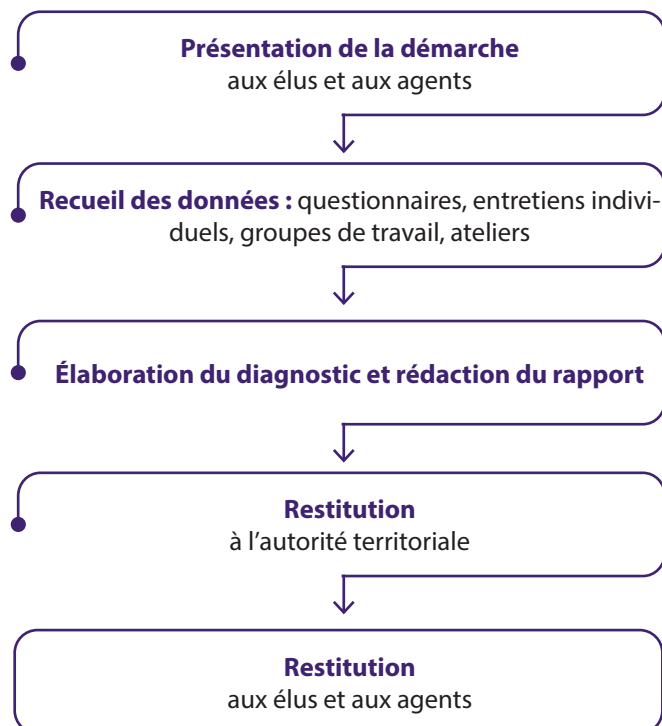 Présentation de la démarche
aux élus et aux agents
Recueil des données : questionnaires, entretiens indivi-
duels, groupes de travail, ateliers
Élaboration du diagnostic et rédaction du rapport
Restitution
à l’autorité territoriale
Restitution
aux élus et aux agents